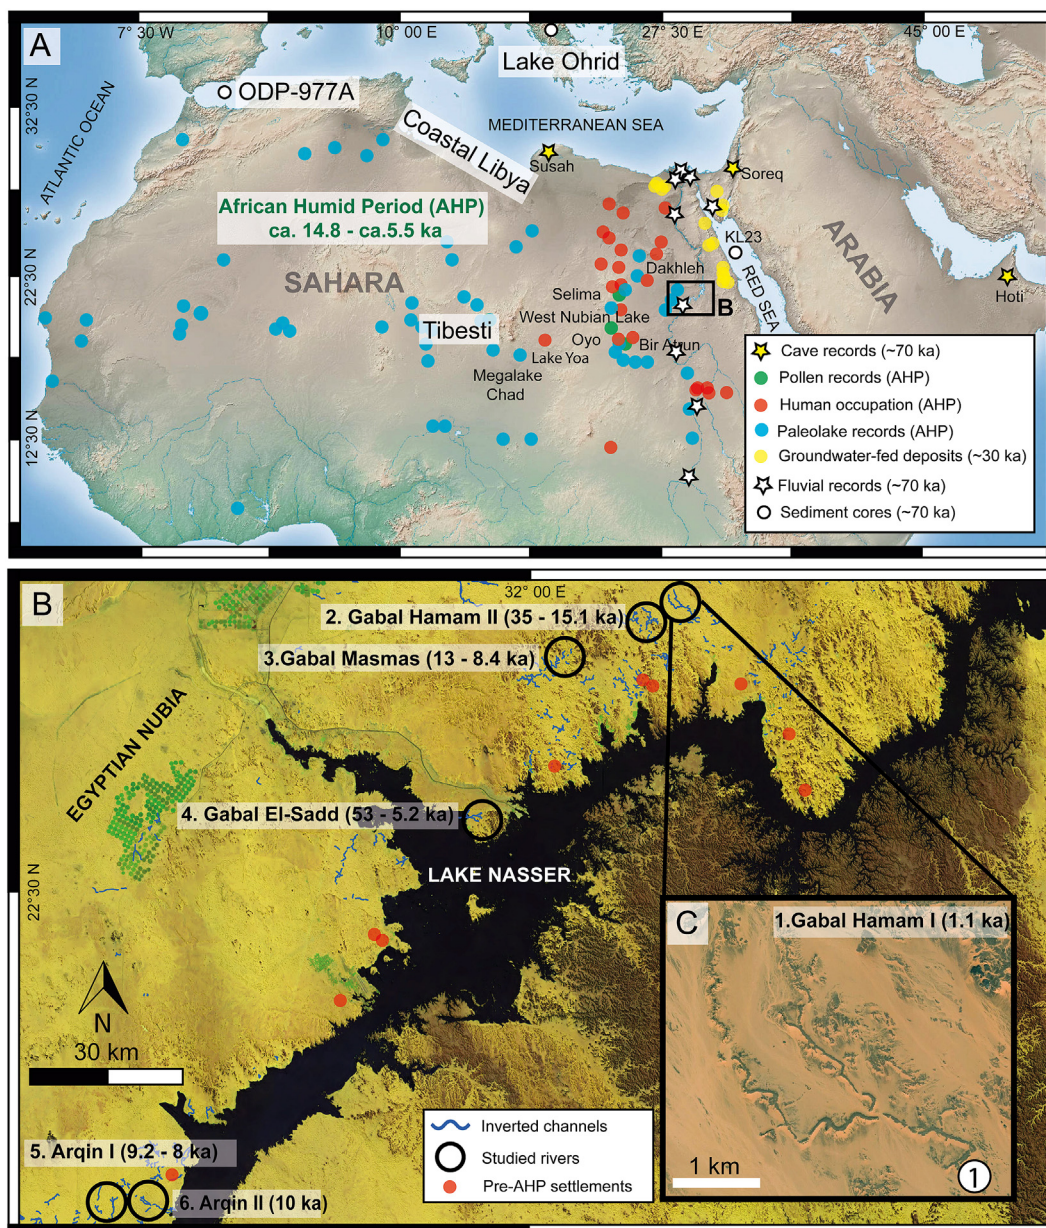 A
7° 30 W
10° 00 E
27° 30 E
45° 00 E
32°30 N
22°30 N
12°30 N
ATLANTIC OCEAN
ODP-977A
Lake Ohrid
MEDITERRANEAN SEA
Coastal Libya
Susah
Soreq
African Humid Period (AHP)
ca. 14.8 - ca.5.5 ka
SAHARA
KL23
ARABIA
RED SEA
Dakhleh
Hoti
Selima
B
West Nubian Lake
Tibesti
Oyo
Bir Atrun
Lake Yoa
Megalake
Chad
Cave records (~70 ka)
Pollen records (AHP)
Human occupation (AHP)
Paleolake records (AHP)
Groundwater-fed deposits (~30 ka)
Fluvial records (~70 ka)
Sediment cores (~70 ka)
B
32° 00 E
22°30 N
2. Gabal Hamam II (35 - 15.1 ka)
3.Gabal Masmas (13 - 8.4 ka)
EGYPTIAN NUBIA
4. Gabal El-Sadd (53 - 5.2 ka)
LAKE NASSER
C
1.Gabal Hamam I (1.1 ka)
N
30 km
5. Arqin I (9.2 - 8 ka)
6. Arqin II (10 ka)
Inverted channels
Studied rivers
Pre-AHP settlements
1 km
1